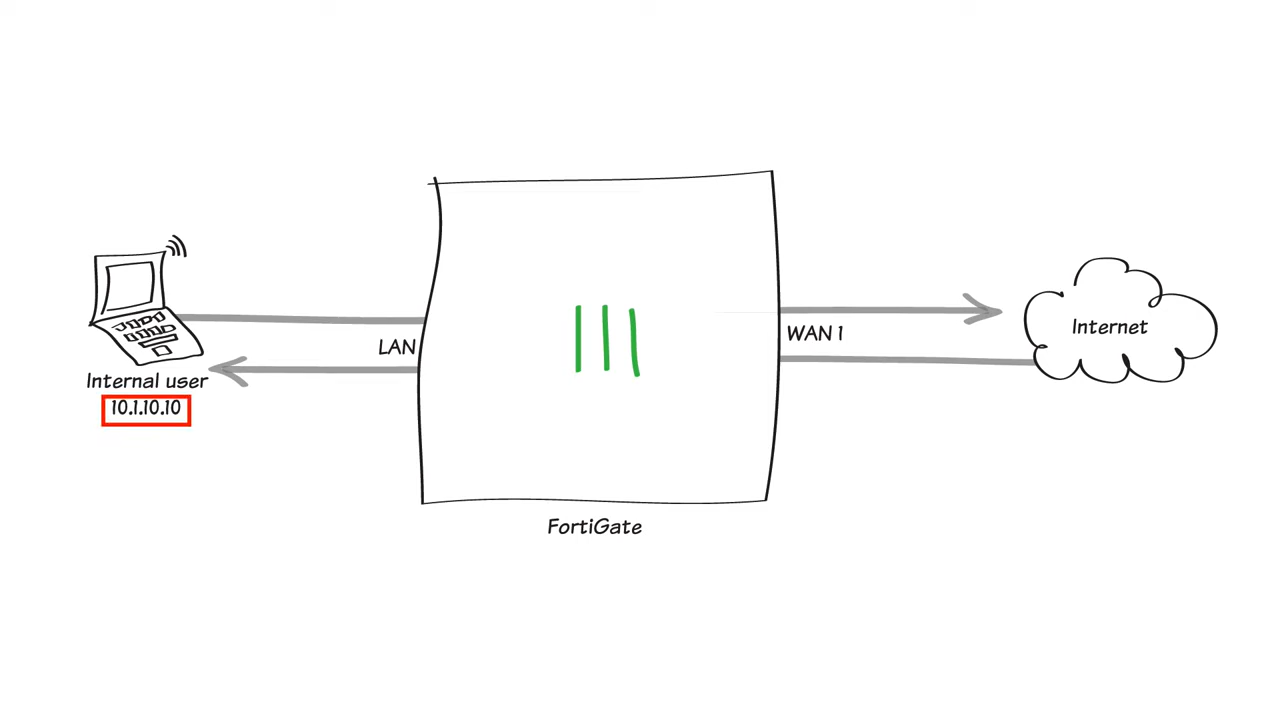 LAN
WAN 1
Internet
Internal user
10.1.10.10
FortiGate